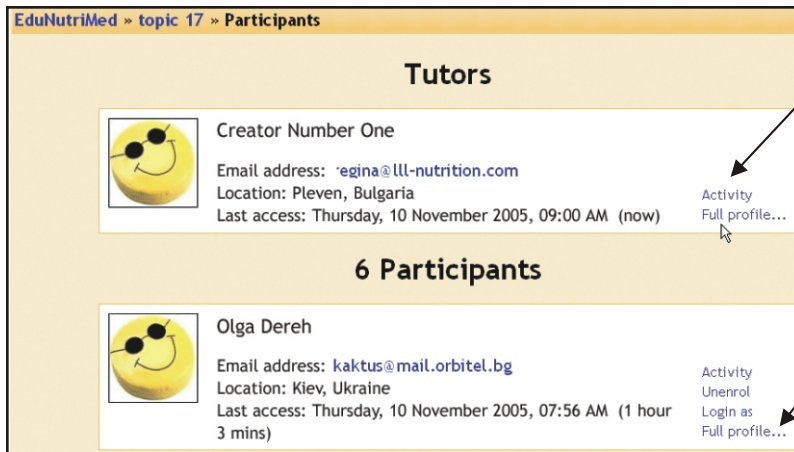 EduNutriMed » topic 17 » Participants
Tutors
Creator Number One
Email address: egina@lll-nutrition.com
Location: Pleven, Bulgaria
Last access: Thursday, 10 November 2005, 09:00 AM (now)
Activity
Full profile...
6 Participants
Olga Dereh
Email address: kaktus@mail.orbitel.bg
Location: Kiev, Ukraine
Last access: Thursday, 10 November 2005, 07:56 AM (1 hour
3 mins)
Activity
Unenrol
Login as
Full profile...